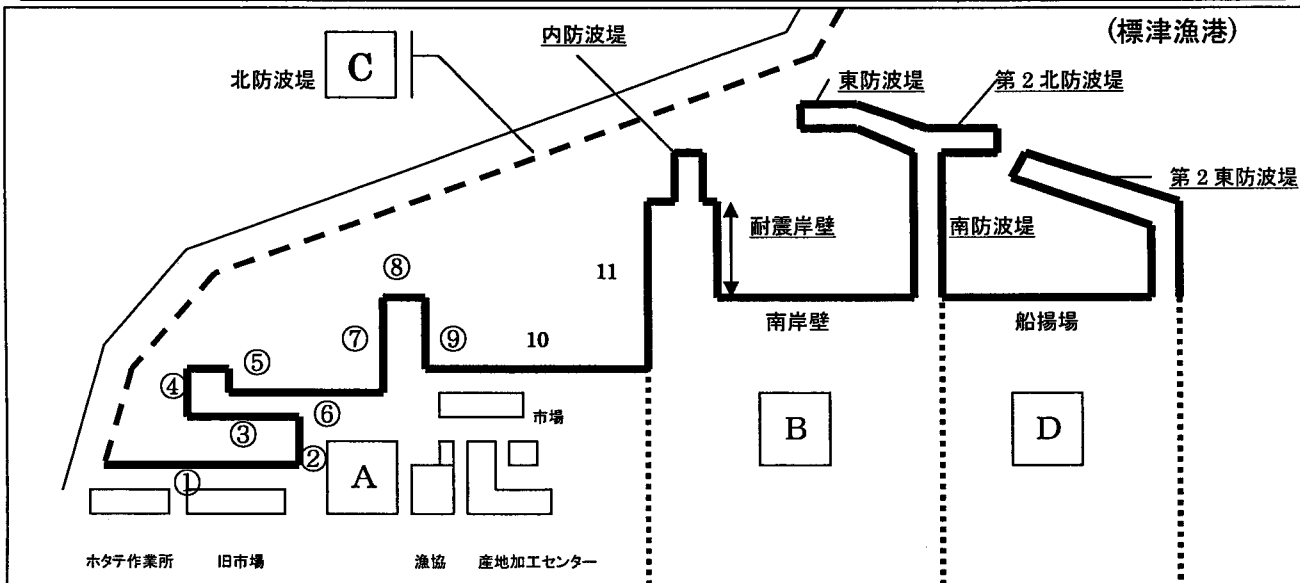 (標津漁港)
内防波堤
北防波堤
C
東防波堤
第2北防波堤
第2東防波堤
耐震岸壁
南防波堤
⑧
11
南岸壁
船揚場
⑦
⑨
10
⑤
④
⑥
市場
③
②
A
B
D
①
ホタテ作業所
旧市場
漁協
産地加工センター